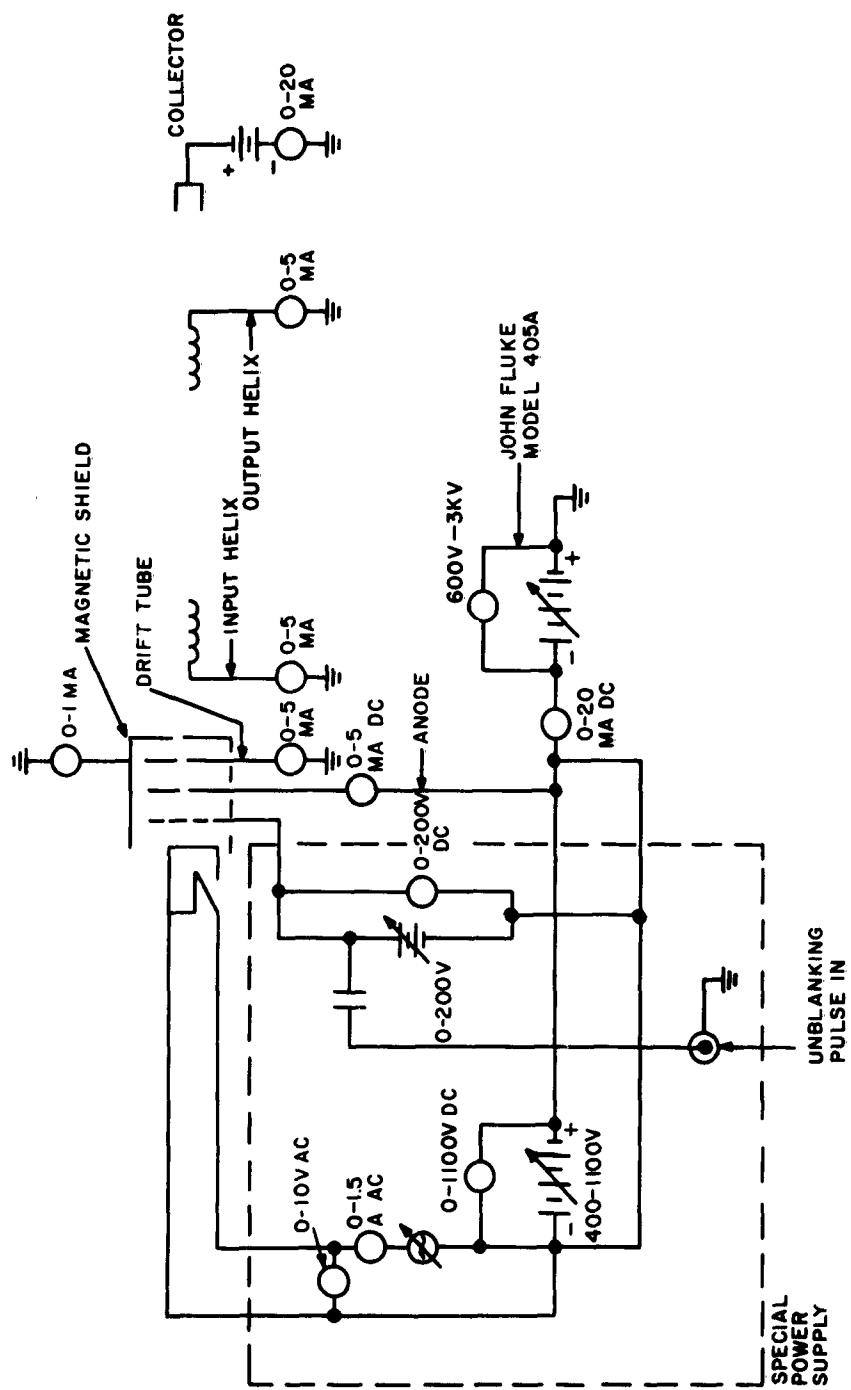 COLLECTOR
+
-
0-20
MA
0-5
MA
OUTPUT HELIX
INPUT HELIX
0-5
MA
MAGNETIC SHIELD
0-1 MA
DRIFT TUBE
0-5
MA
0-5
MA DC
ANODE
JOHN FLUKE
MODEL 405A
600V-3KV
-
+
0-20
MA DC
0-200V
DC
0-200V
UNBLANKING
PULSE IN
0-10V AC
0-1.5
A AC
0-1100V DC
-
+
400-1100V
SPECIAL
POWER
SUPPLY